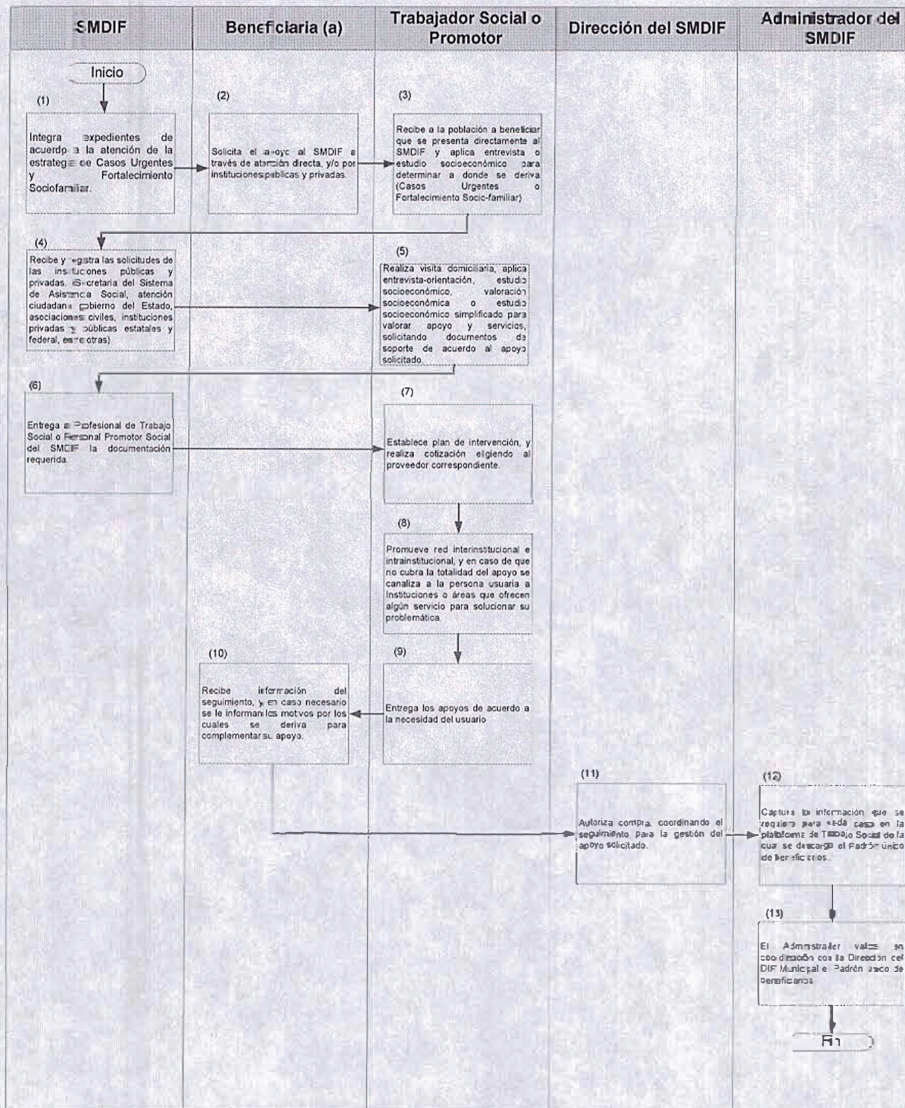 SMDIF
Beneficiaria (a)
Trabajador Social o
Promotor
Dirección del SMDIF
Administrador del
SMDIF
Inicio
(1)
Integra expedientes de
acuerdo a la atención de la
estrategia de Casos Urgentes
y Fortalecimiento
Sociofamiliar.
(2)
Solicita el apoyo al SMDIF a
través de atención directa, y/o por
instituciones públicas y privadas.
(3)
Recibe a la población a beneficiar
que se presenta directamente al
SMDIF y aplica entrevista o
estudio socioeconómico para
determinar a donde se deriva
(Casos Urgentes o
Fortalecimiento Socio-familiar)
(4)
Recibe y registra las solicitudes de
las instituciones públicas y
privadas. (Secretaria del Sistema
de Asistencia Social, atención
ciudadana gobierno del Estado,
asociaciones civiles, instituciones
privadas y públicas estatales y
federal, entre otras)
(5)
Realiza visita domiciliaria, aplica
entrevista-orientación, estudio
socioeconómico, valoración
socioeconómica o estudio
socioeconómico simplificado para
valorar apoyo y servicios,
solicitando documentos de
soporte de acuerdo al apoyo
solicitado.
(6)
Entrega a Profesional de Trabajo
Social o Personal Promotor Social
del SMDIF la documentación
requerida.
(7)
Establece plan de intervención, y
realiza cotización eligiendo al
proveedor correspondiente.
(8)
Promueve red interinstitucional e
intrainstitucional, y en caso de que
no cubra la totalidad del apoyo se
canaliza a la persona usuaria a
Instituciones o áreas que ofrecen
algún servicio para solucionar su
problemática.
(9)
Entrega los apoyos de acuerdo a
la necesidad del usuario
(10)
Recibe información del
seguimiento, y en caso necesario
se le informan los motivos por los
cuales se deriva para
complementar su apoyo.
(11)
Autoriza compra, coordinando el
seguimiento para la gestión del
apoyo solicitado.
(12)
Captura la información que se
requiera para cada caso en la
plataforma de Trabajo Social de la
cual se descarga el Padrón único
de beneficiarios.
(13)
El Administrador valida en
coordinación con la Dirección del
DIF Municipal el Padrón único de
beneficiarios
Fin